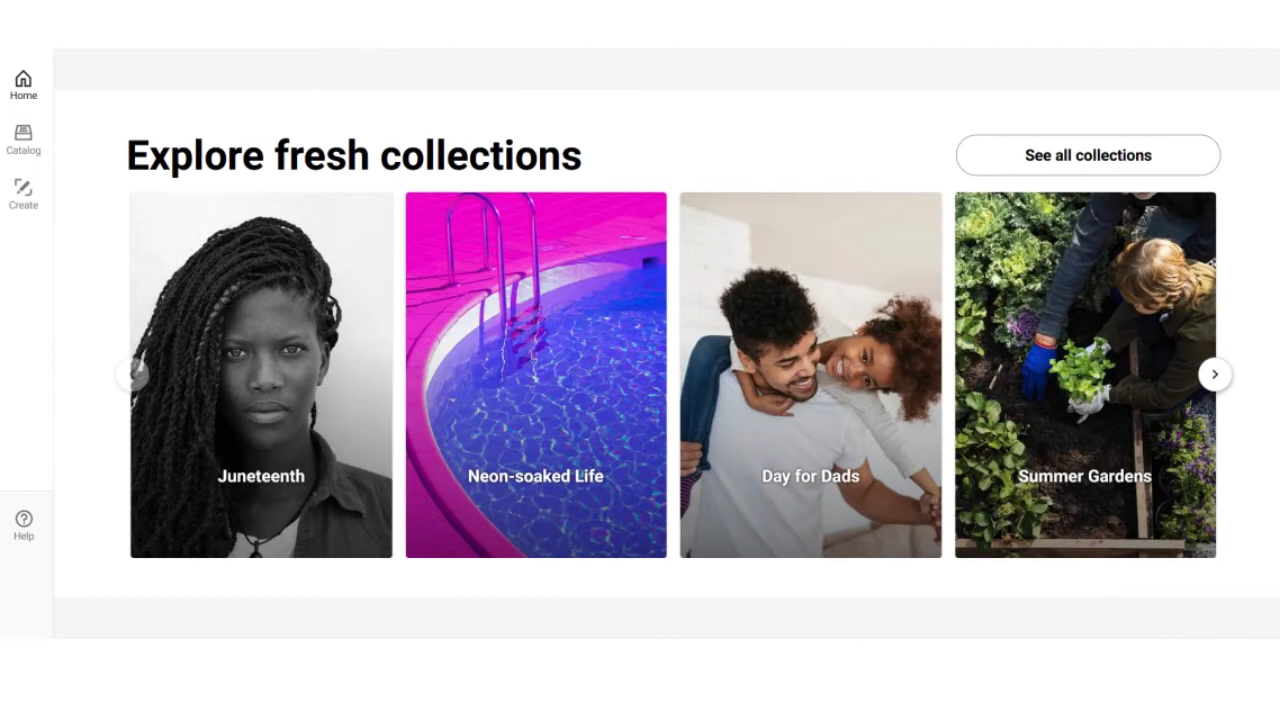 Home
Catalog
Create
Help
Explore fresh collections
See all collections
Juneteenth
Neon-soaked Life
Day for Dads
Summer Gardens